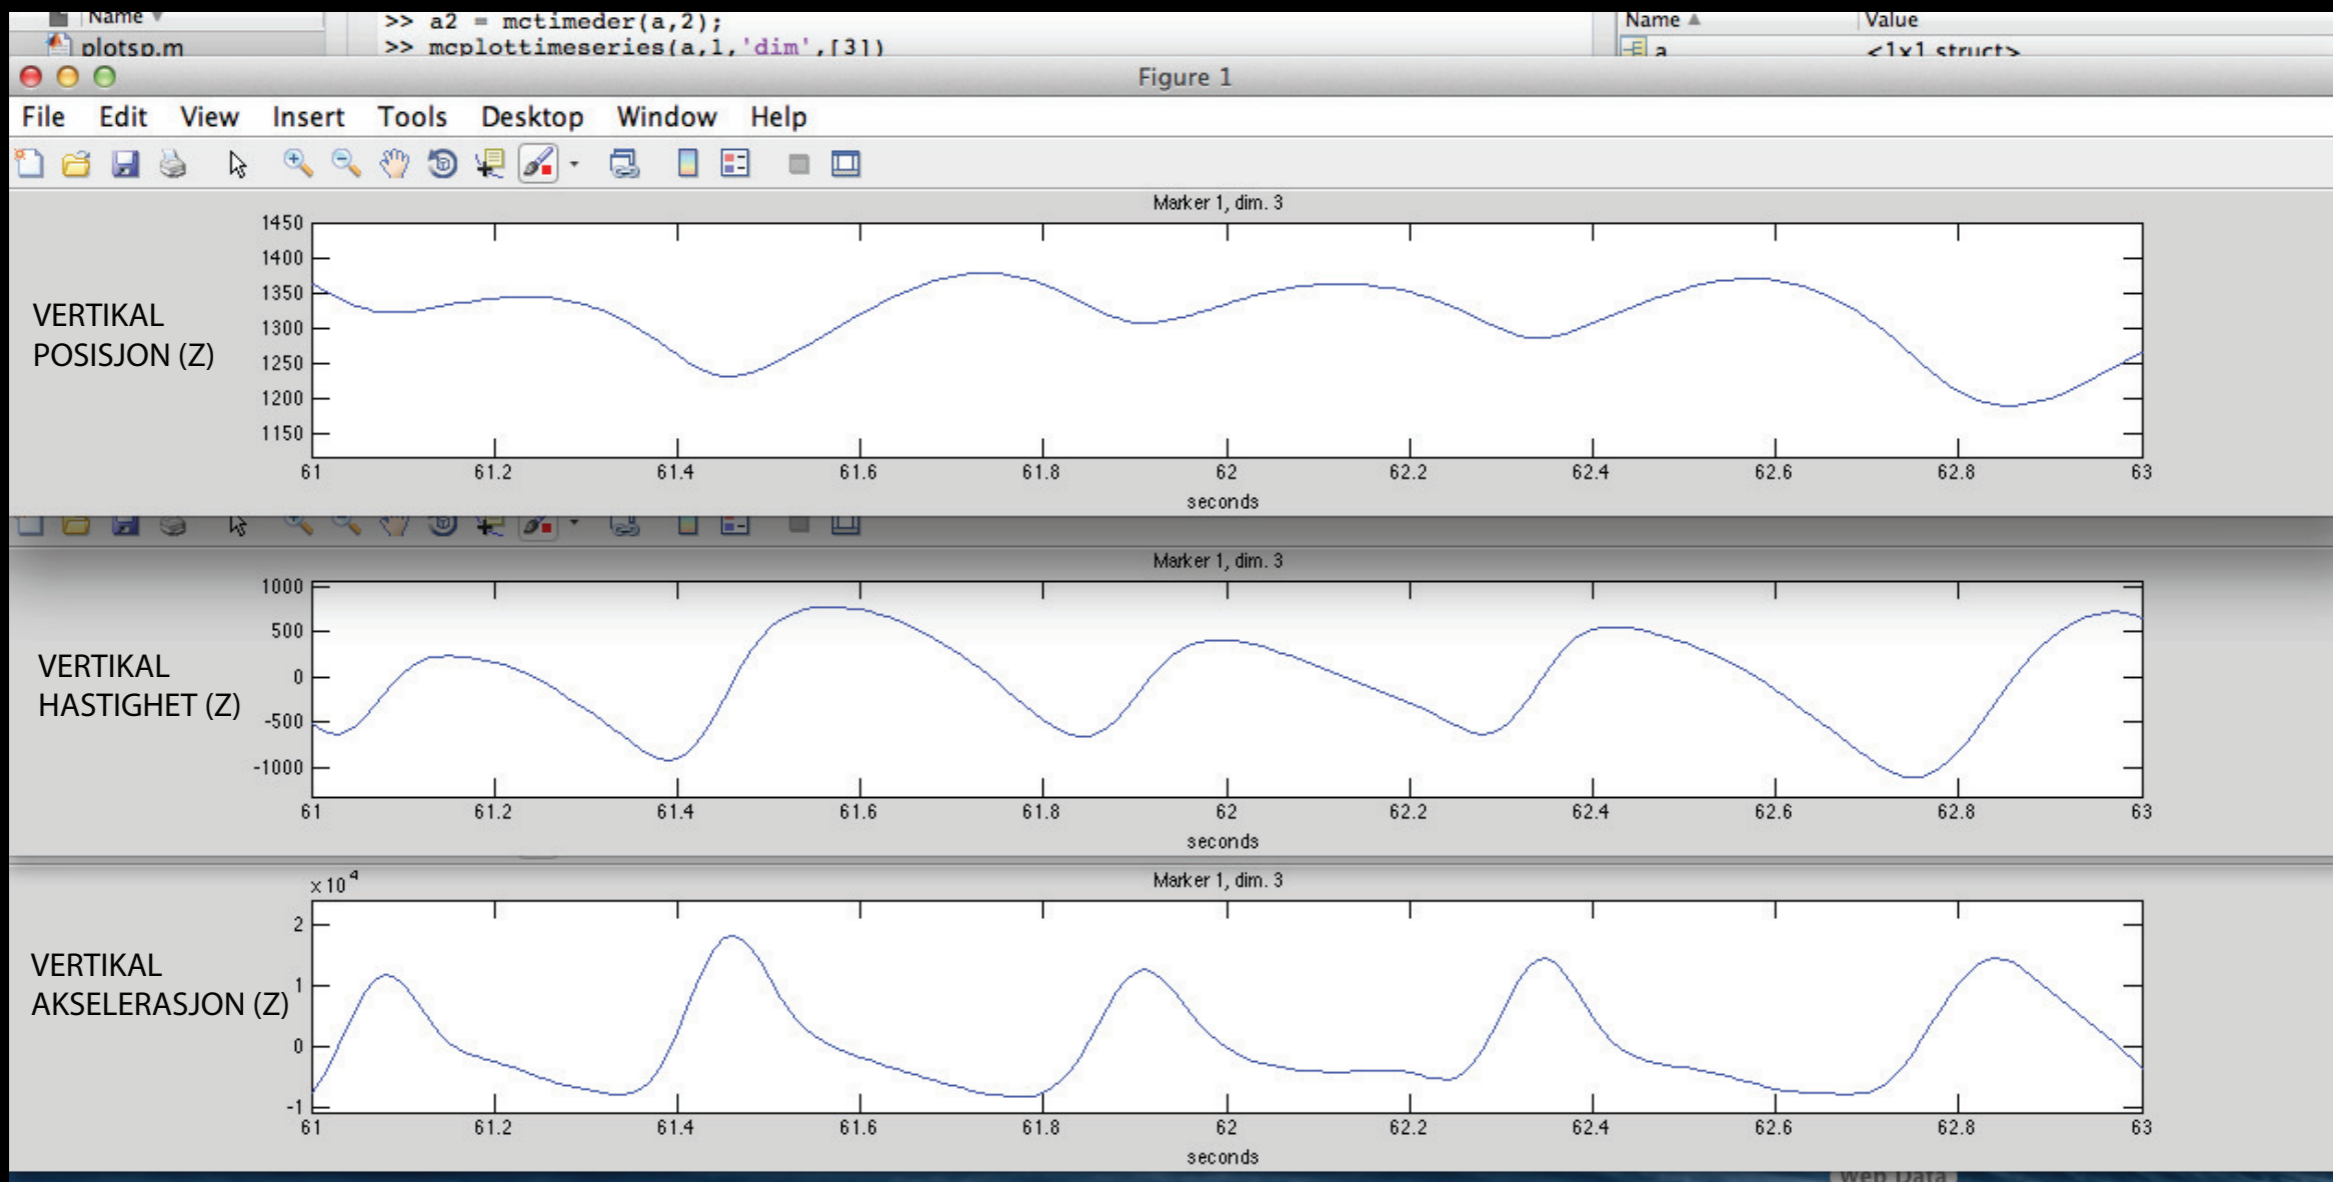 Name
>> a2 = mctimeder(a,2);
Name
Value
plotsp.m
>> mcplottimeseries(a,1,'dim',[3])
a
<1x1 struct>
Figure 1
File Edit View Insert Tools Desktop Window Help
Marker 1, dim. 3
VERTIKAL
POSISJON (Z)
1450
1400
1350
1300
1250
1200
1150
61 61.2 61.4 61.6 61.8 62 62.2 62.4 62.6 62.8 63
seconds
Marker 1, dim. 3
VERTIKAL
HASTIGHET (Z)
1000
500
0
-500
-1000
61 61.2 61.4 61.6 61.8 62 62.2 62.4 62.6 62.8 63
seconds
x 10 4
Marker 1, dim. 3
VERTIKAL
AKSELERASJON (Z)
2
1
0
-1
61 61.2 61.4 61.6 61.8 62 62.2 62.4 62.6 62.8 63
seconds
Web Data